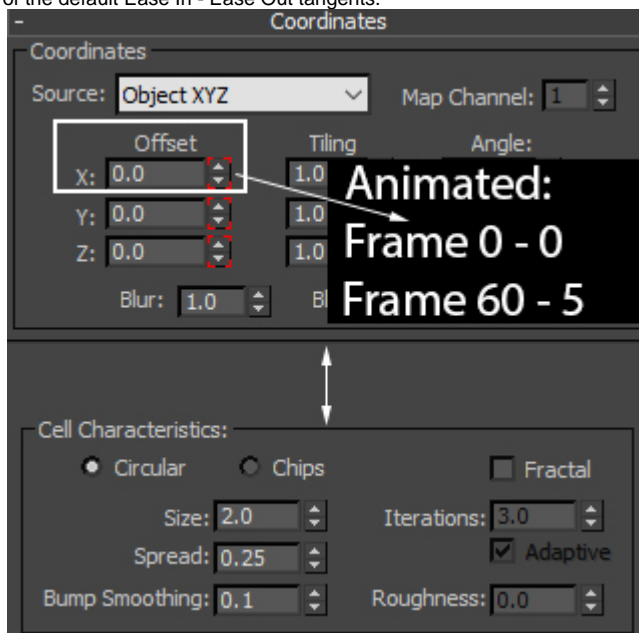 of the default Ease In - Ease Out tangents.
- Coordinates
Coordinates
Source: Object XYZ Map Channel: 1
Offset Tiling Angle:
X: 0.0 1.0
Y: 0.0 1.0
Z: 0.0 1.0
Animated:
Frame 0 - 0
Frame 60 - 5
Blur: 1.0 Bl
Cell Characteristics:
Circular Chips Fractal
Size: 2.0 Iterations: 3.0
Spread: 0.25 Adaptive
Bump Smoothing: 0.1 Roughness: 0.0